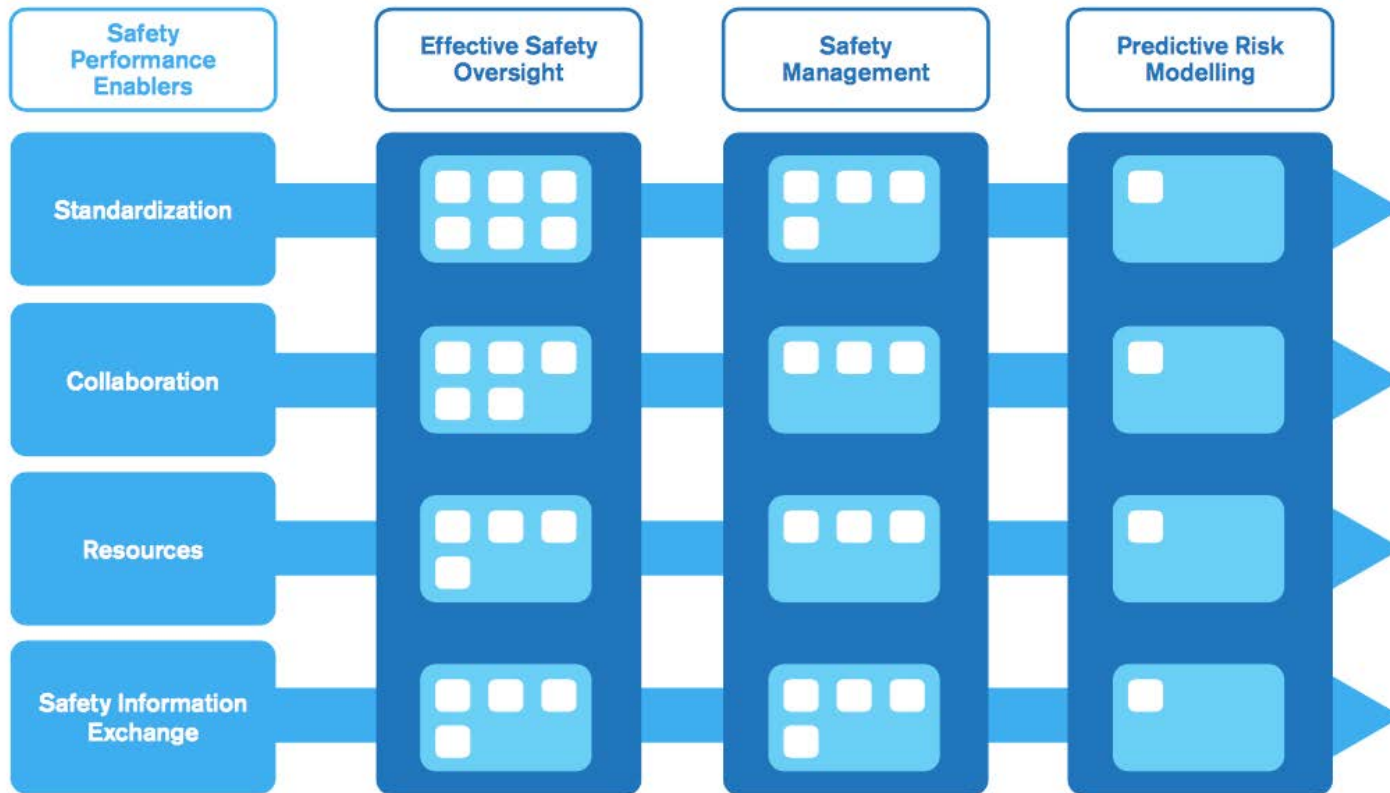 Safety
Performance
Enablers
Effective Safety
Oversight
Safety
Management
Predictive Risk
Modelling
Standardization
Collaboration
Resources
Safety Information
Exchange